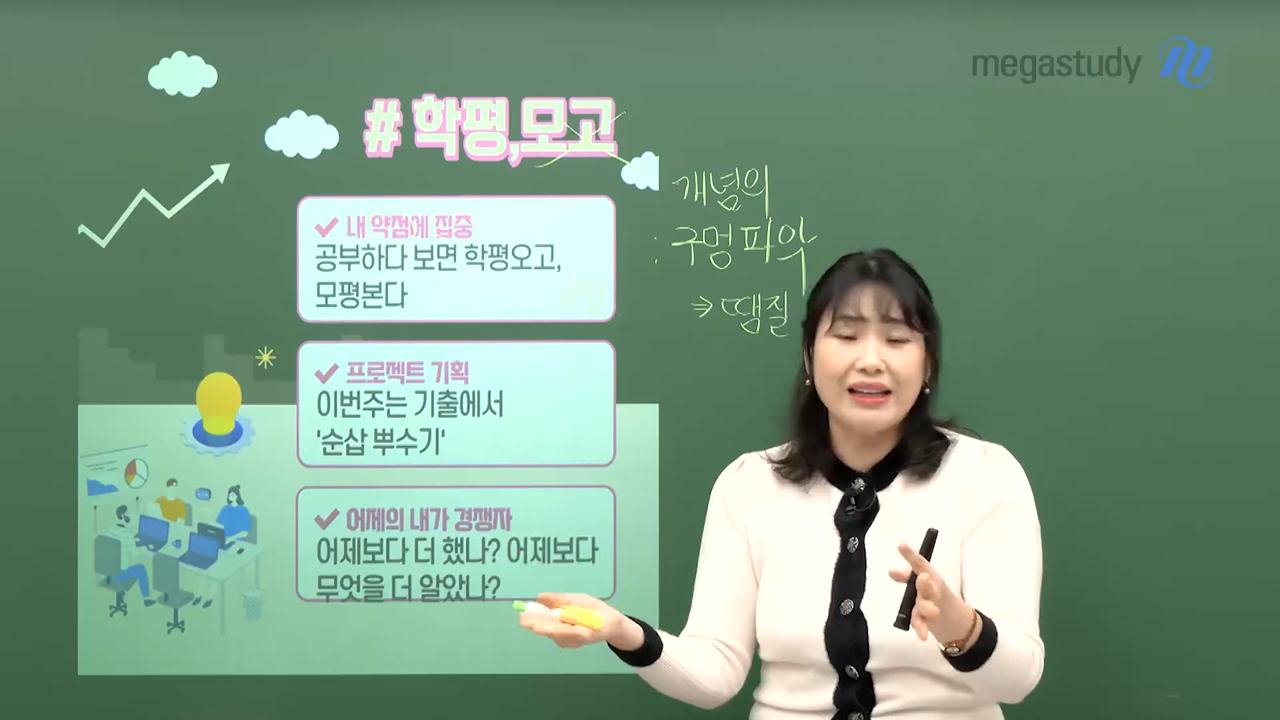 megastudy
# 학평,모고
개념의
: 구멍 파악
⇒ 땜질
✓ 내 약점에 집중
공부하다 보면 학평오고,
모평본다
✓ 프로젝트 기획
이번주는 기출에서
'순삽 뿌수기'
✓ 어제의 내가 경쟁자
어제보다 더 했나? 어제보다
무엇을 더 알았나?